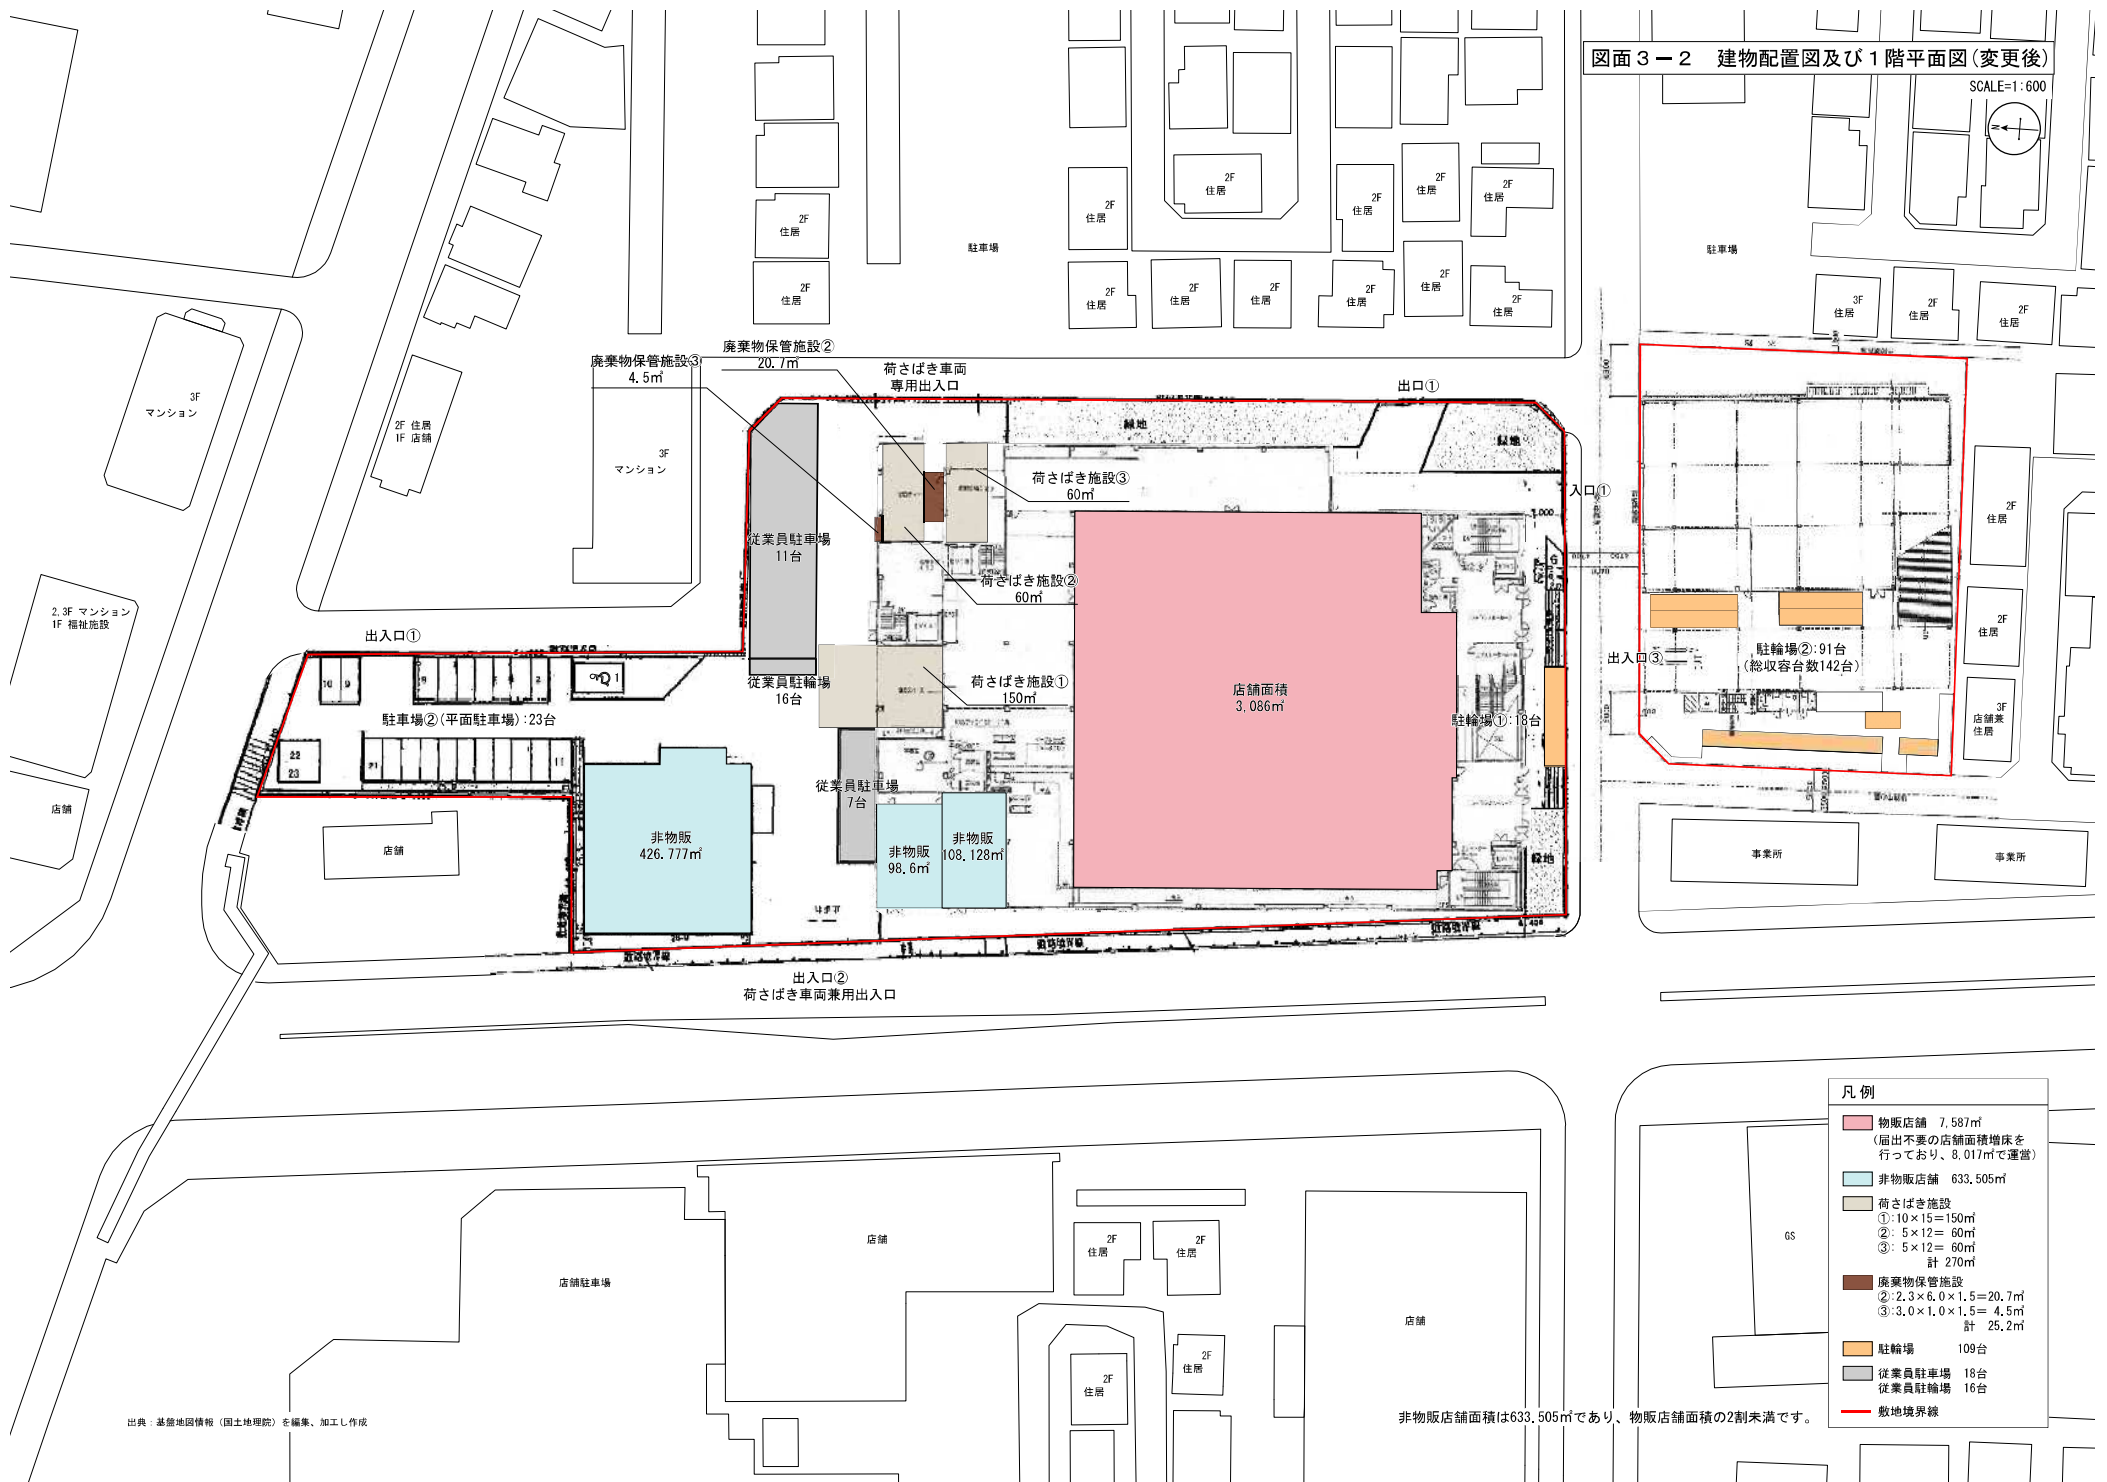 図面3-2 建物配置図及び1階平面図(変更後)
SCALE=1:600
N
2F
住居
2F
住居
2F
住居
2F
住居
2F
住居
2F
住居
2F
住居
駐車場
駐車場
2F
住居
2F
住居
2F
住居
2F
住居
2F
住居
2F
住居
2F
住居
3F
住居
2F
住居
2F
住居
廃棄物保管施設②
20.7㎡
廃棄物保管施設③
4.5㎡
荷さばき車両
専用出入口
出口①
3F
マンション
2F 住居
1F 店舗
3F
マンション
緑地
緑地
荷さばき施設③
60㎡
入口①
2F
住居
従業員駐車場
11台
荷さばき施設②
60㎡
2,3F マンション
1F 福祉施設
出入口①
2F
住居
出入口③
駐輪場②:91台
(総収容台数142台)
従業員駐輪場
16台
荷さばき施設①
150㎡
店舗面積
3,086㎡
駐輪場①:18台
3F
店舗兼
住居
10 9
2
1
駐車場②(平面駐車場):23台
22
23
21
11
店舗
店舗
従業員駐車場
7台
非物販
426.777㎡
非物販
98.6㎡
非物販
108.128㎡
緑地
事業所
事業所
出入口②
荷さばき車両兼用出入口
店舗
店舗駐車場
2F
住居
2F
住居
店舗
GS
2F
住居
2F
住居
凡例
物販店舗 7,587㎡
(届出不要の店舗面積増床を
行っており、8,017㎡で運営)
非物販店舗 633.505㎡
荷さばき施設
①:10×15=150㎡
②: 5×12= 60㎡
③: 5×12= 60㎡
計 270㎡
廃棄物保管施設
②:2.3×6.0×1.5=20.7㎡
③:3.0×1.0×1.5= 4.5㎡
計 25.2㎡
駐輪場 109台
従業員駐車場 18台
従業員駐輪場 16台
敷地境界線
非物販店舗面積は633.505㎡であり、物販店舗面積の2割未満です。
出典:基盤地図情報(国土地理院)を編集、加工し作成